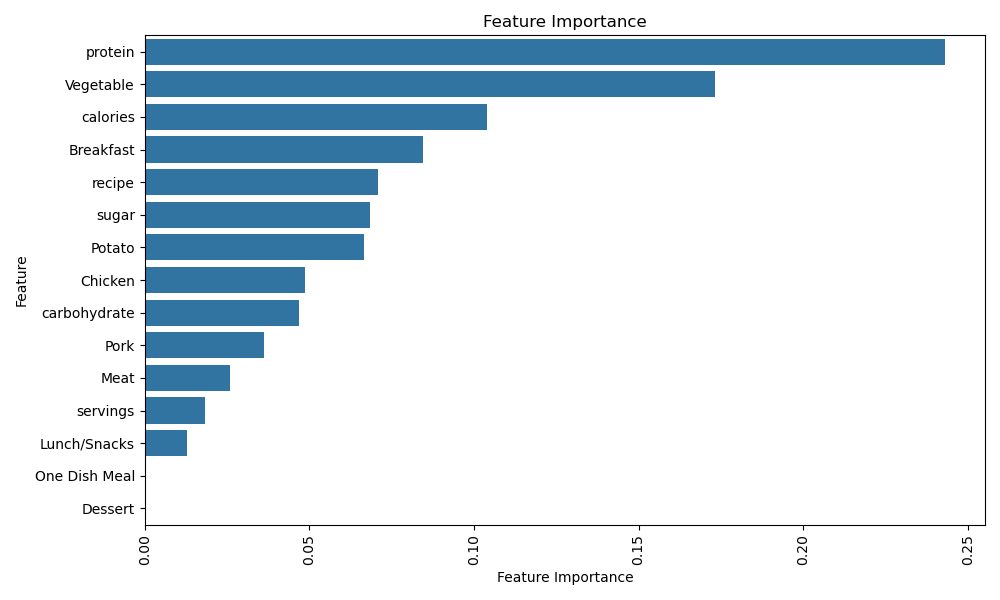 Feature Importance
protein
Vegetable
calories
Breakfast
recipe
sugar
Potato
Chicken
carbohydrate
Pork
Meat
servings
Lunch/Snacks
One Dish Meal
Dessert
Feature
0.00
0.05
0.10
0.15
0.20
0.25
Feature Importance